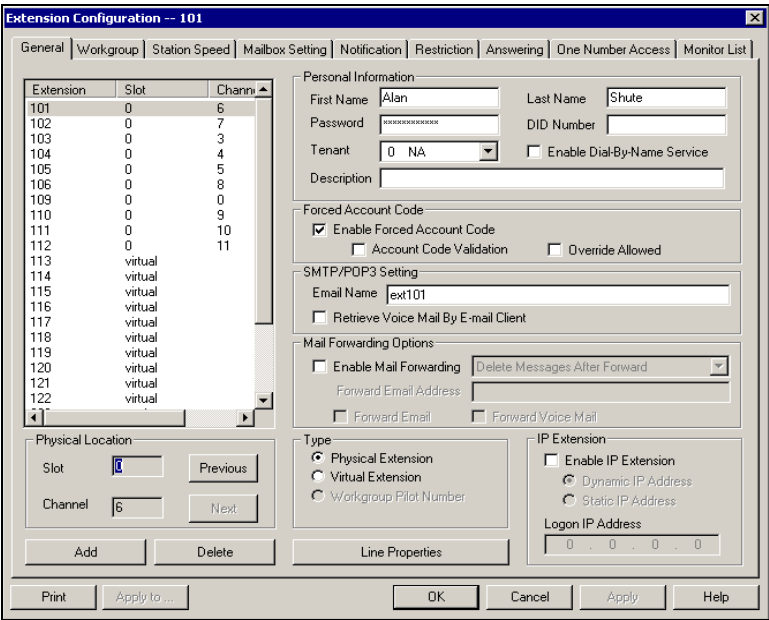 Extension Configuration -- 101
General Workgroup Station Speed Mailbox Setting Notification Restriction Answering One Number Access Monitor List
Extension Slot Channe
101 0 6
102 0 7
103 0 3
104 0 4
105 0 5
106 0 8
109 0 0
110 0 9
111 0 10
112 0 11
113 virtual
114 virtual
115 virtual
116 virtual
117 virtual
118 virtual
119 virtual
120 virtual
121 virtual
122 virtual
Physical Location
Slot 0 Previous
Channel 6 Next
Add Delete
Personal Information
First Name Alan Last Name Shute
Password ************ DID Number
Tenant 0 NA Enable Dial-By-Name Service
Description
Forced Account Code
Enable Forced Account Code
Account Code Validation Override Allowed
SMTP/POP3 Setting
Email Name ext101
Retrieve Voice Mail By E-mail Client
Mail Forwarding Options
Enable Mail Forwarding Delete Messages After Forward
Forward Email Address
Forward Email Forward Voice Mail
Type
Physical Extension
Virtual Extension
Workgroup Pilot Number
Line Properties
IP Extension
Enable IP Extension
Dynamic IP Address
Static IP Address
Logon IP Address
0 . 0 . 0 . 0
Print Apply to ... OK Cancel Apply Help